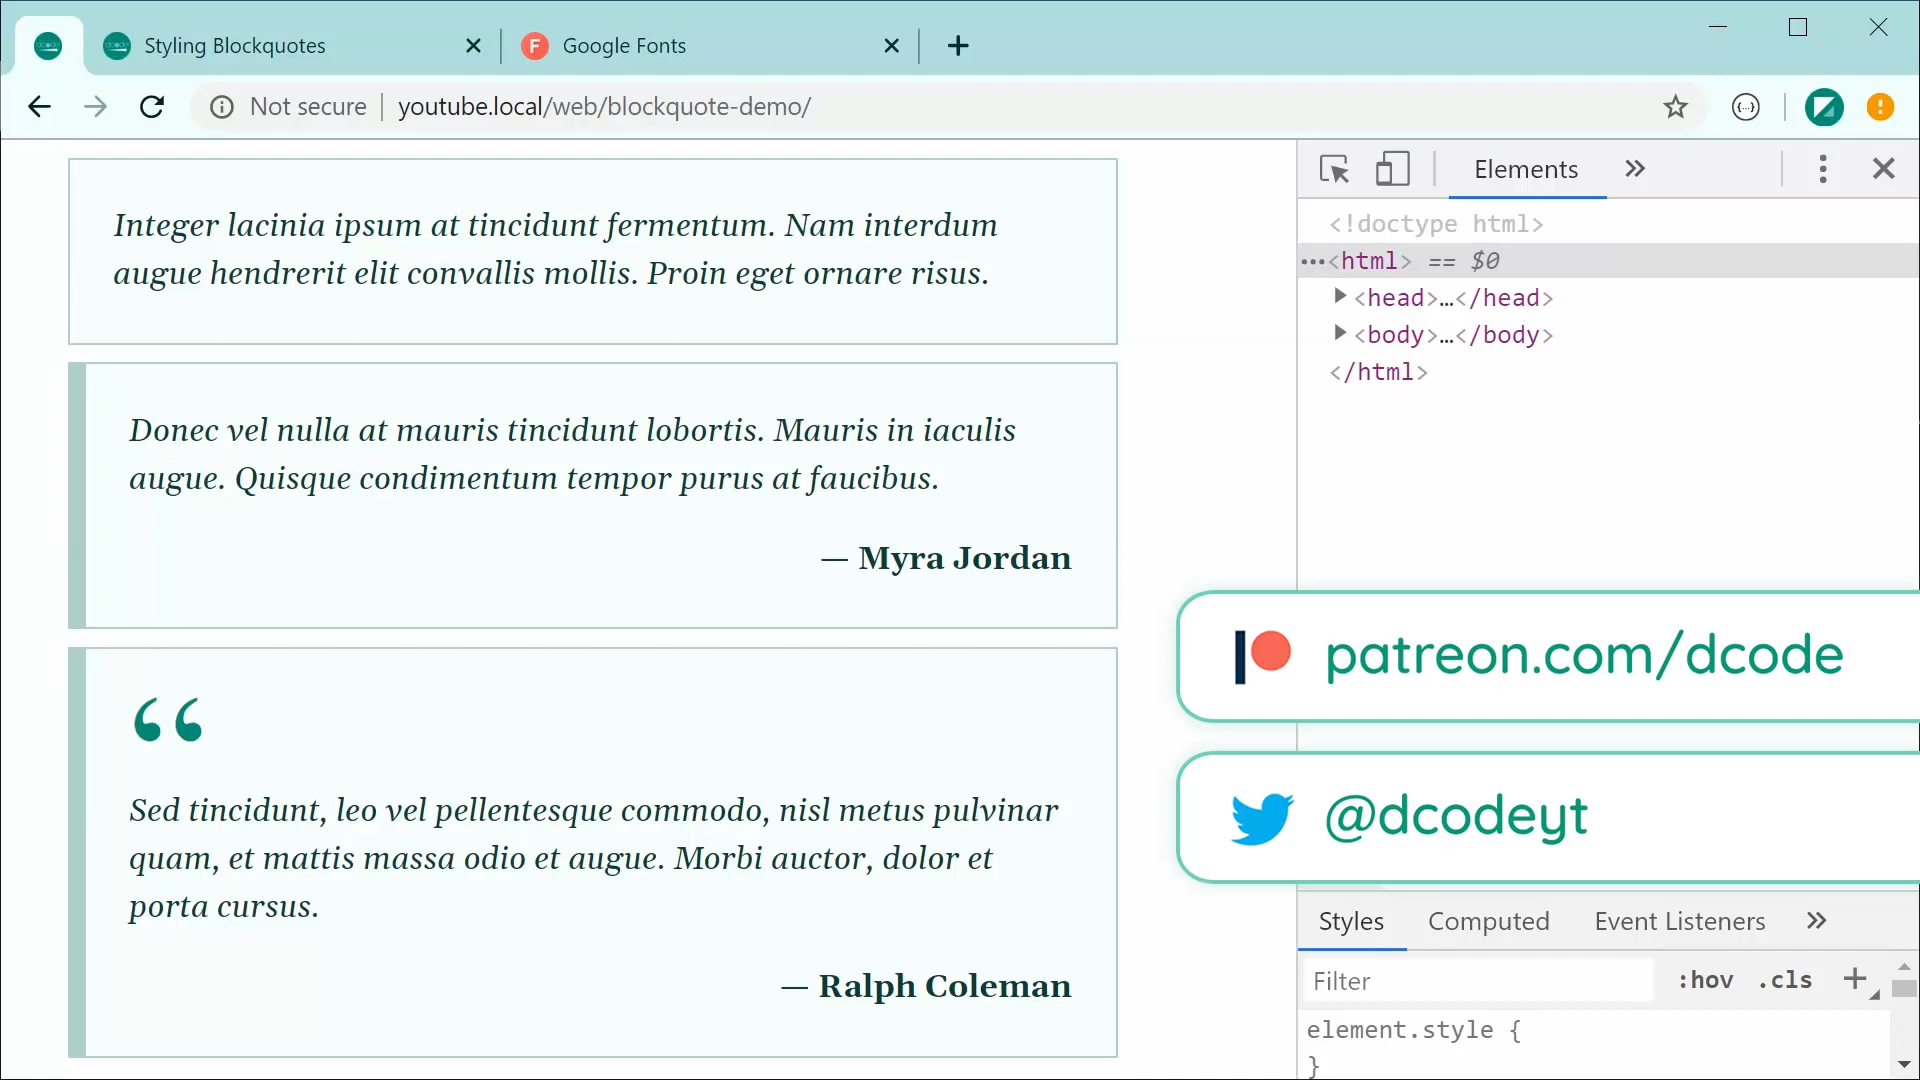 Styling Blockquotes
Google Fonts
Not secure
youtube.local/web/blockquote-demo/
Integer lacinia ipsum at tincidunt fermentum. Nam interdum
augue hendrerit elit convallis mollis. Proin eget ornare risus.
Donec vel nulla at mauris tincidunt lobortis. Mauris in iaculis
augue. Quisque condimentum tempor purus at faucibus.
— Myra Jordan
“
Sed tincidunt, leo vel pellentesque commodo, nisl metus pulvinar
quam, et mattis massa odio et augue. Morbi auctor, dolor et
porta cursus.
— Ralph Coleman
Elements
<!doctype html>
<html> == $0
<head>…</head>
<body>…</body>
</html>
patreon.com/dcode
@dcodeyt
Styles Computed Event Listeners
Filter :hov .cls +
element.style {
}